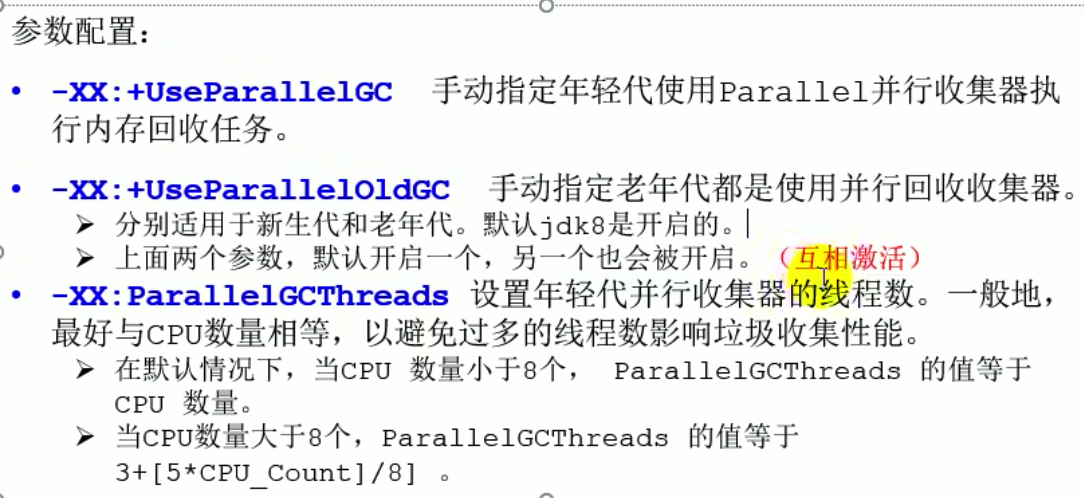 参数配置：
• -XX:+UseParallelGC 手动指定年轻代使用Parallel并行收集器执
行内存回收任务。
• -XX:+UseParallelOldGC 手动指定老年代都是使用并行回收收集器。
➢ 分别适用于新生代和老年代。默认jdk8是开启的。
➢ 上面两个参数，默认开启一个，另一个也会被开启。（互相激活）
• -XX:ParallelGCThreads 设置年轻代并行收集器的线程数。一般地，
最好与CPU数量相等，以避免过多的线程数影响垃圾收集性能。
➢ 在默认情况下，当CPU 数量小于8个， ParallelGCThreads 的值等于
CPU 数量。
➢ 当CPU数量大于8个，ParallelGCThreads 的值等于
3+[5*CPU_Count]/8] 。